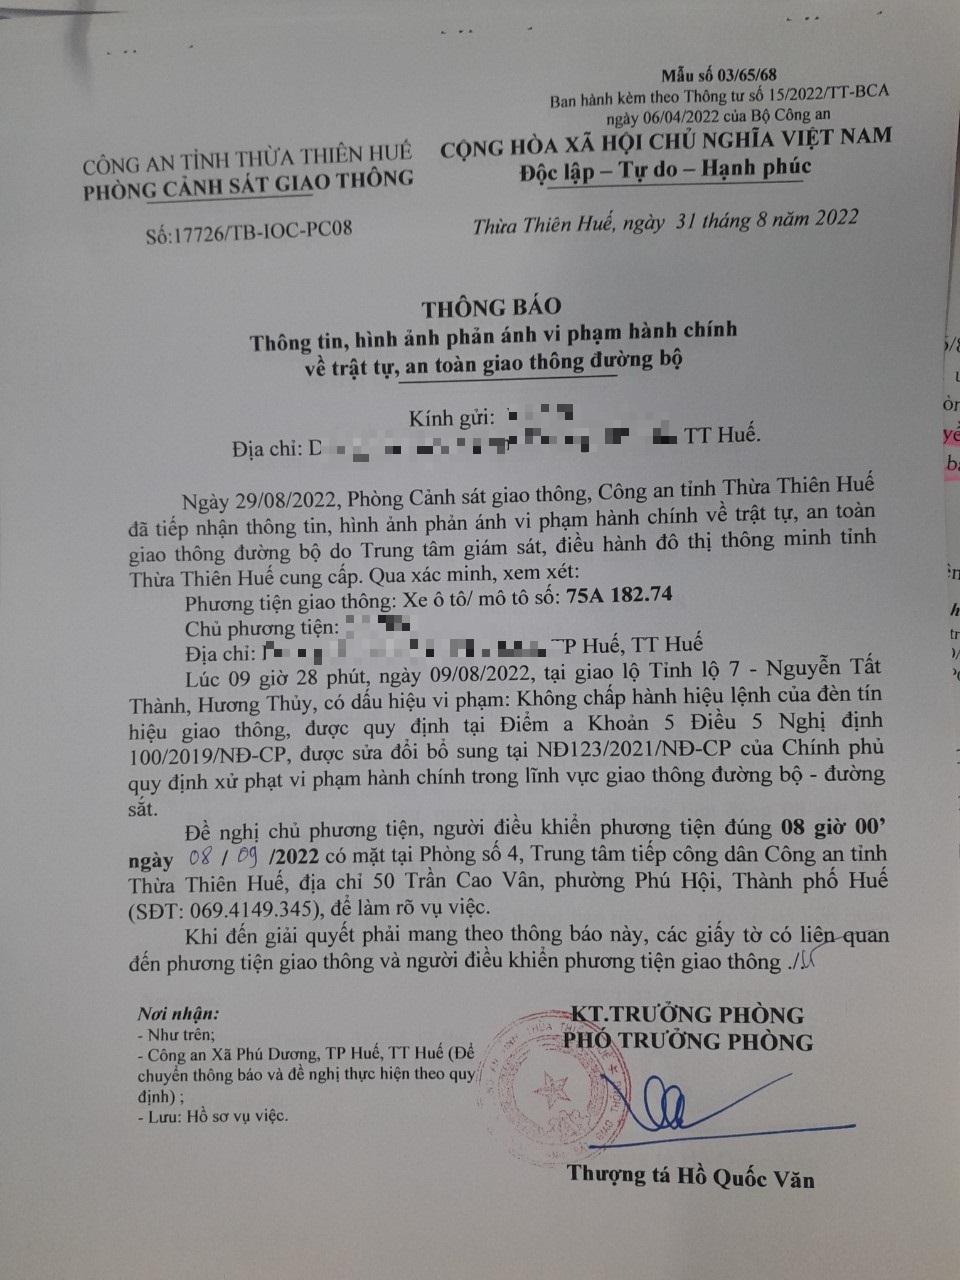 Mẫu số 03/65/68
Ban hành kèm theo Thông tư số 15/2022/TT-BCA
ngày 06/04/2022 của Bộ Công an
CÔNG AN TỈNH THỪA THIÊN HUẾ
PHÒNG CẢNH SÁT GIAO THÔNG
CỘNG HÒA XÃ HỘI CHỦ NGHĨA VIỆT NAM
Độc lập – Tự do – Hạnh phúc
Số:17726/TB-IOC-PC08
Thừa Thiên Huế, ngày 31 tháng 8 năm 2022
THÔNG BÁO
Thông tin, hình ảnh phản ánh vi phạm hành chính
về trật tự, an toàn giao thông đường bộ
Kính gửi:
Địa chỉ: TT Huế.
Ngày 29/08/2022, Phòng Cảnh sát giao thông, Công an tỉnh Thừa Thiên Huế
đã tiếp nhận thông tin, hình ảnh phản ánh vi phạm hành chính về trật tự, an toàn
giao thông đường bộ do Trung tâm giám sát, điều hành đô thị thông minh tỉnh
Thừa Thiên Huế cung cấp. Qua xác minh, xem xét:
Phương tiện giao thông: Xe ô tô/ mô tô số: 75A 182.74
Chủ phương tiện:
Địa chỉ: TP Huế, TT Huế
Lúc 09 giờ 28 phút, ngày 09/08/2022, tại giao lộ Tỉnh lộ 7 - Nguyễn Tất
Thành, Hương Thủy, có dấu hiệu vi phạm: Không chấp hành hiệu lệnh của đèn tín
hiệu giao thông, được quy định tại Điểm a Khoản 5 Điều 5 Nghị định
100/2019/NĐ-CP, được sửa đổi bổ sung tại NĐ123/2021/NĐ-CP của Chính phủ
quy định xử phạt vi phạm hành chính trong lĩnh vực giao thông đường bộ - đường
sắt.
Đề nghị chủ phương tiện, người điều khiển phương tiện đúng 08 giờ 00’
ngày 08 / 09 /2022 có mặt tại Phòng số 4, Trung tâm tiếp công dân Công an tỉnh
Thừa Thiên Huế, địa chỉ 50 Trần Cao Vân, phường Phú Hội, Thành phố Huế
(SĐT: 069.4149.345), để làm rõ vụ việc.
Khi đến giải quyết phải mang theo thông báo này, các giấy tờ có liên quan
đến phương tiện giao thông và người điều khiển phương tiện giao thông ./.
Nơi nhận:
- Như trên;
- Công an Xã Phú Dương, TP Huế, TT Huế (Để
chuyển thông báo và đề nghị thực hiện theo quy
định) ;
- Lưu: Hồ sơ vụ việc.
KT.TRƯỞNG PHÒNG
PHÓ TRƯỞNG PHÒNG
Thượng tá Hồ Quốc Văn